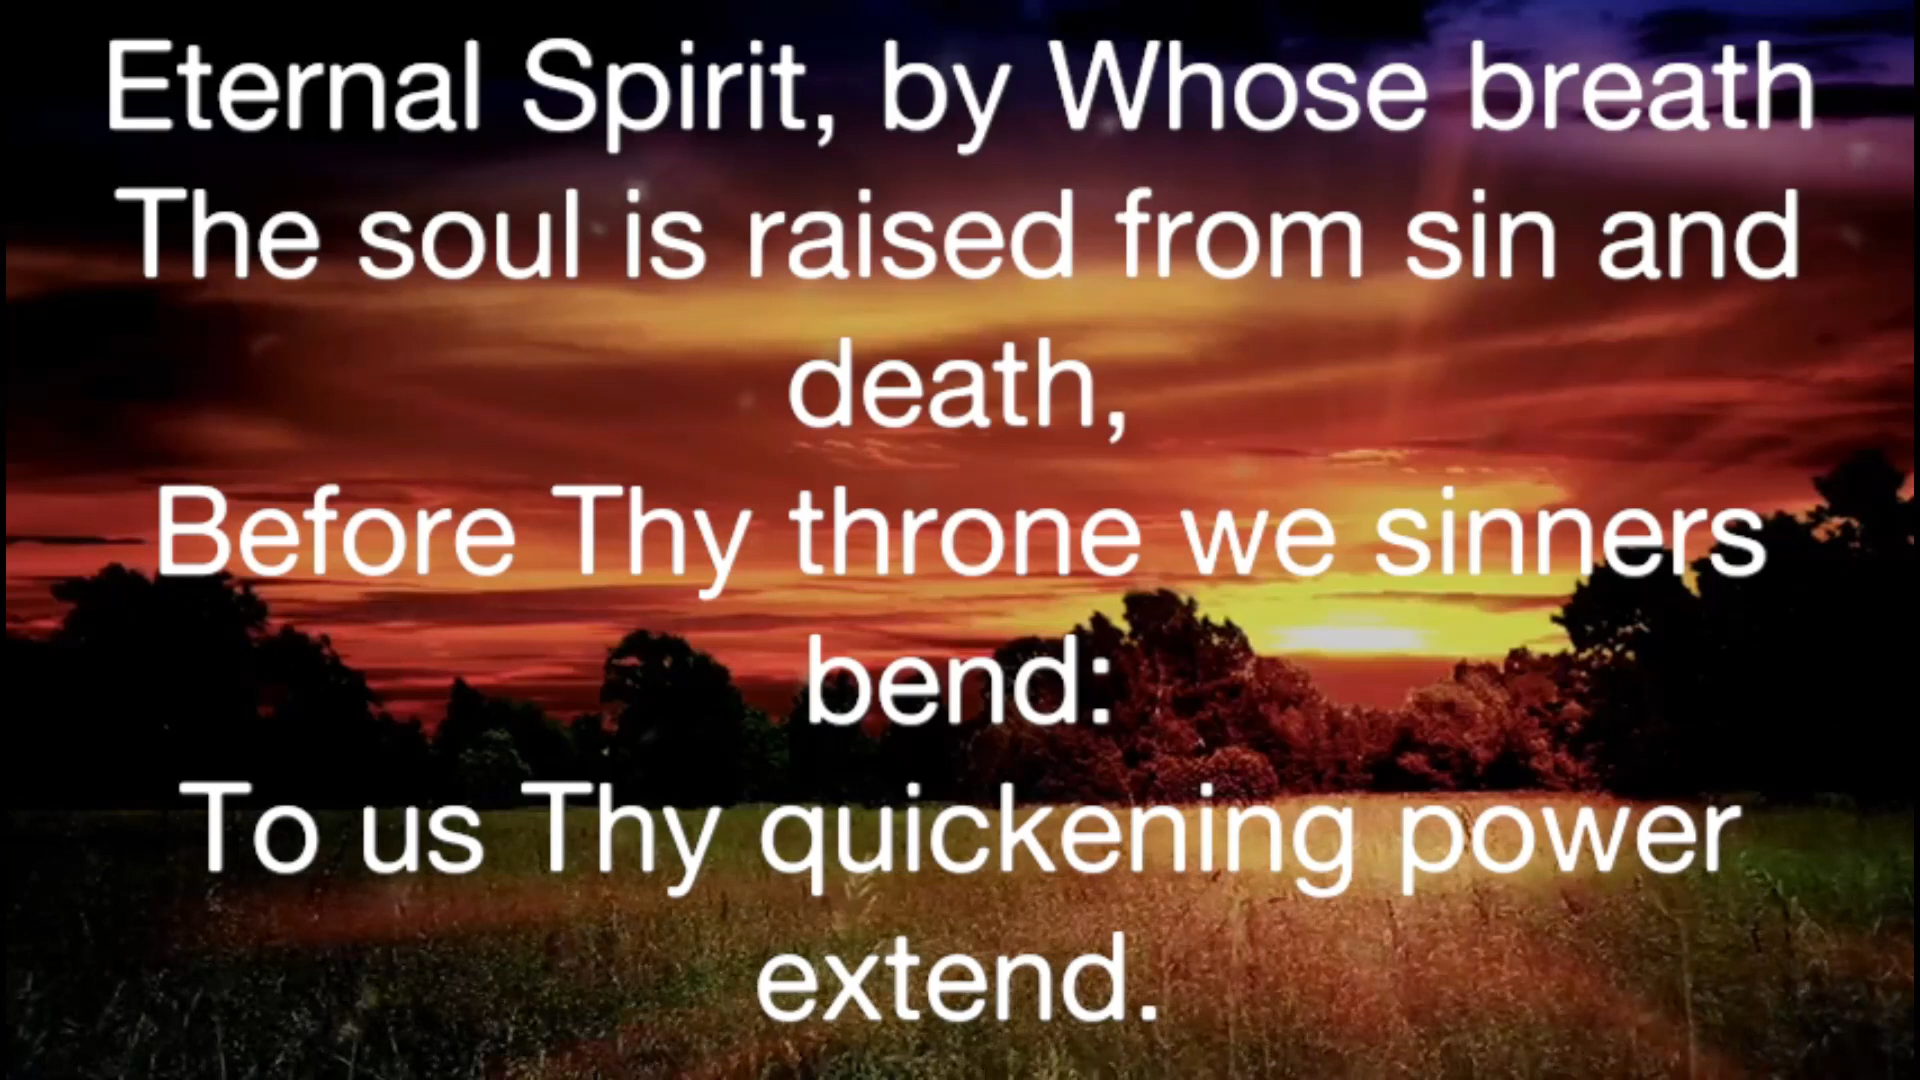 Eternal Spirit, by Whose breath
The soul is raised from sin and
death,
Before Thy throne we sinners
bend:
To us Thy quickening power
extend.